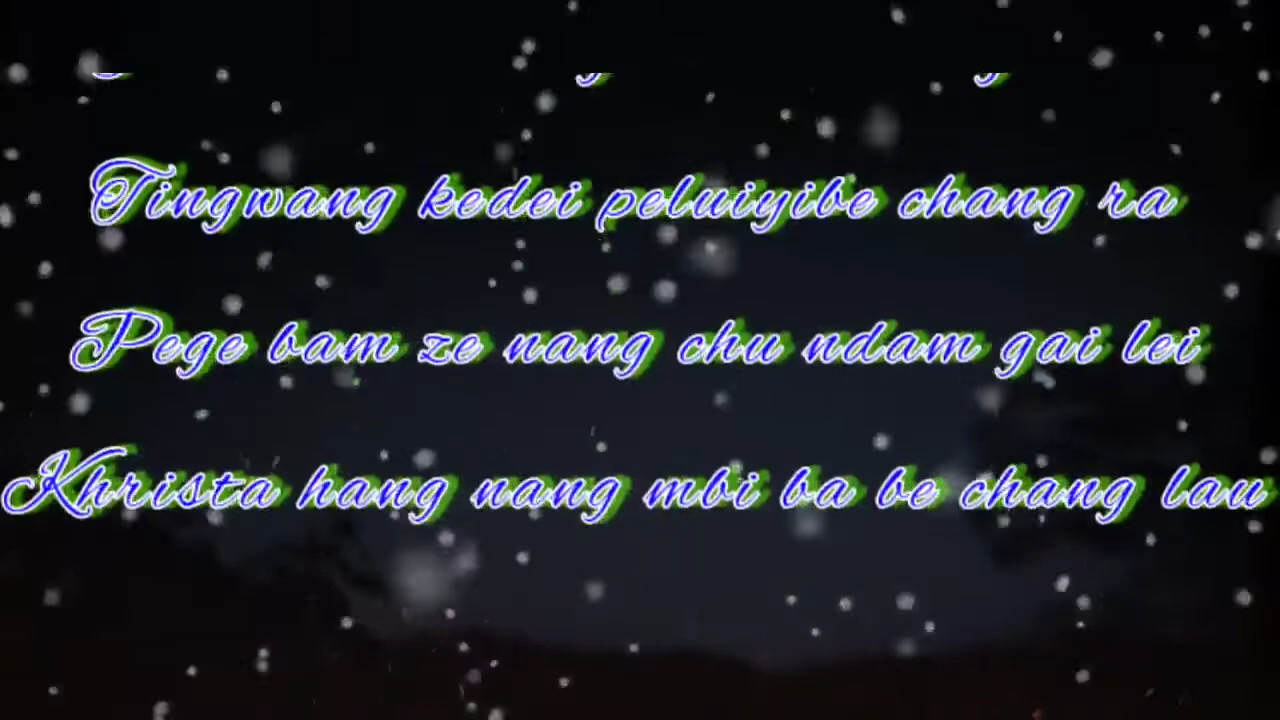 Tingwang kedei peluiyibe chang ra
Pege bam ze nang chu ndam gai lei
Khrista hang nang mbi ba be chang lau